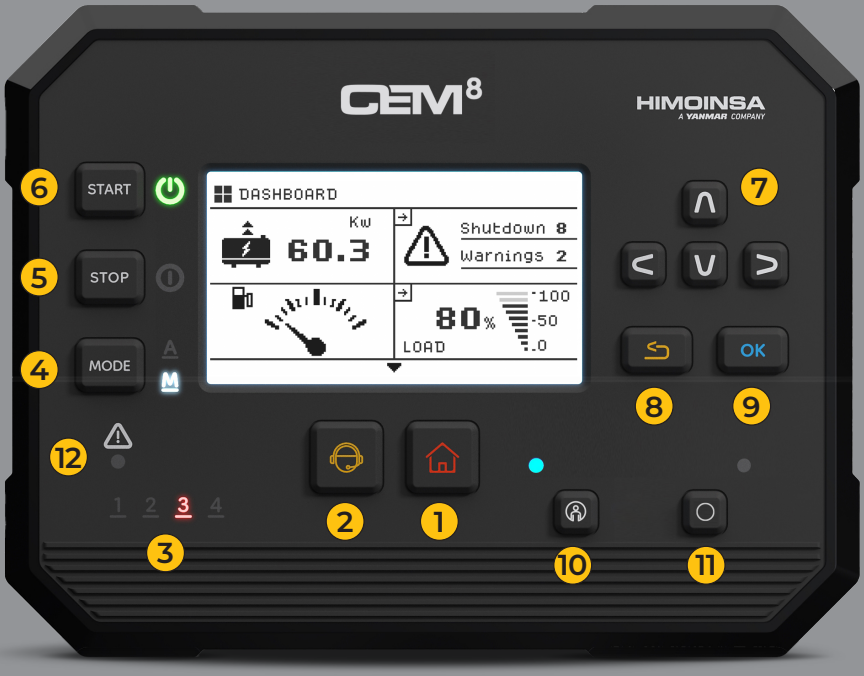 CEM8
HIMOINSA
A YANMAR COMPANY
6 START
7
DASHBOARD
Kw
60.3
Shutdown 8
Warnings 2
5 STOP
80%
LOAD
100
50
0
4 MODE
A
M
8
OK
9
12
1 2 3 4
3
2
1
10
11